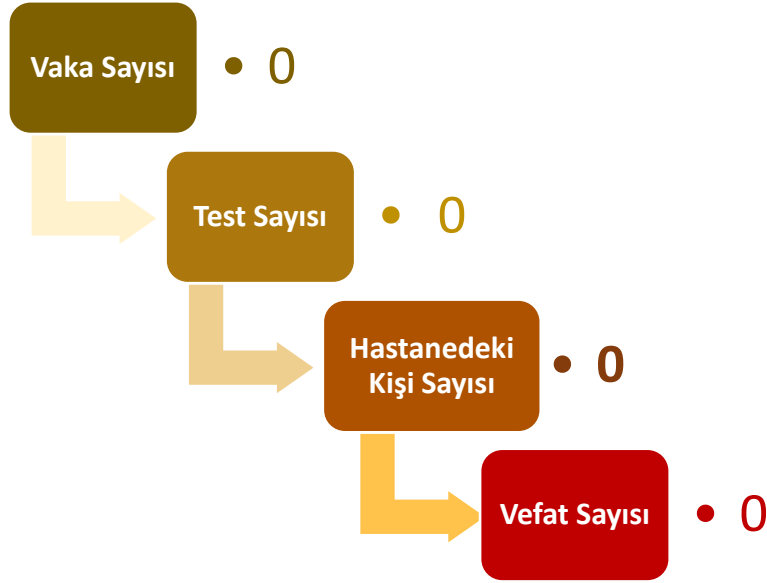 Vaka Sayısı
• 0
Test Sayısı
• 0
Hastanedeki
Kişi Sayısı
• 0
Vefat Sayısı
• 0